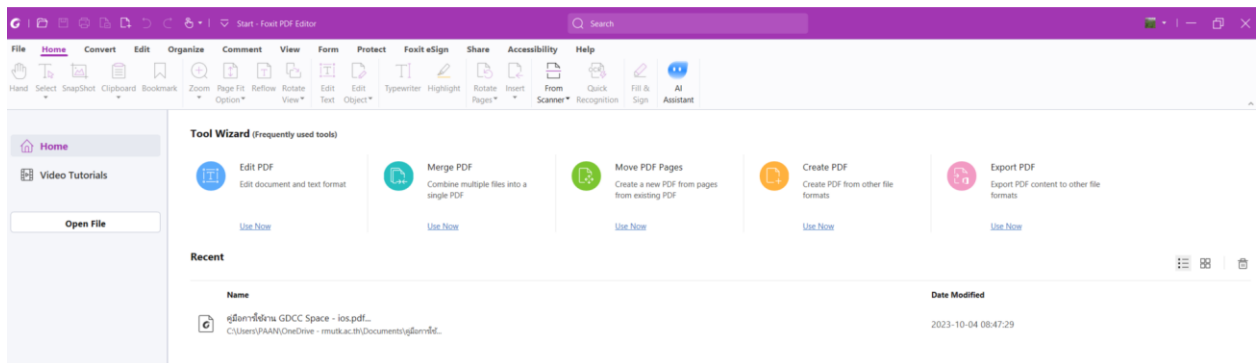 Start - Foxit PDF Editor
Search
File Home Convert Edit Organize Comment View Form Protect Foxit eSign Share Accessibility Help
Hand Select SnapShot Clipboard Bookmark Zoom Page Fit Option Reflow Rotate View Edit Text Edit Object Typewriter Highlight Rotate Pages Insert From Scanner Quick Recognition Fill & Sign AI Assistant
Home
Video Tutorials
Open File
Tool Wizard (Frequently used tools)
Edit PDF
Edit document and text format
Use Now
Merge PDF
Combine multiple files into a
single PDF
Use Now
Move PDF Pages
Create a new PDF from pages
from existing PDF
Use Now
Create PDF
Create PDF from other file
formats
Use Now
Export PDF
Export PDF content to other file
formats
Use Now
Recent
Name Date Modified
คู่มือการใช้งาน GDCC Space - ios.pdf...
C:\Users\PAAN\OneDrive - rmutk.ac.th\Documents\คู่มือการใช้...
2023-10-04 08:47:29